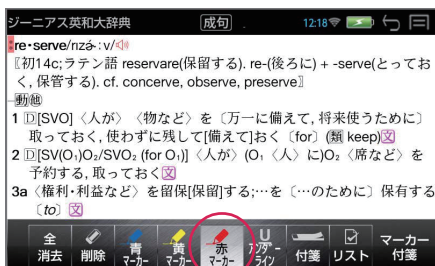 ジーニアス英和大辞典 成句 12:18
re・serve/nzə́ː:v/
〖初14c;ラテン語 reservare(保留する). re-(後ろに) + -serve(とってお
く, 保管する). cf. concerve, observe, preserve〗
動他
1 D[SVO]〈人が〉〈物など〉を〔万一に備えて, 将来使うために〕
取っておく, 使わずに残して[備えて]おく〔for〕(類 keep)文
2 D[SV(O₁)O₂/SVO₂ (for O₁)]〈人が〉(O₁〈人〉に)O₂〈席など〉を
予約する, 取っておく文
3a〈権利・利益など〉を留保[保留]する;…を〔…のために〕保有する
〔to〕文
全消去 削除 青マーカー 黄マーカー 赤マーカー U アンダーライン 付箋 リスト マーカー付箋